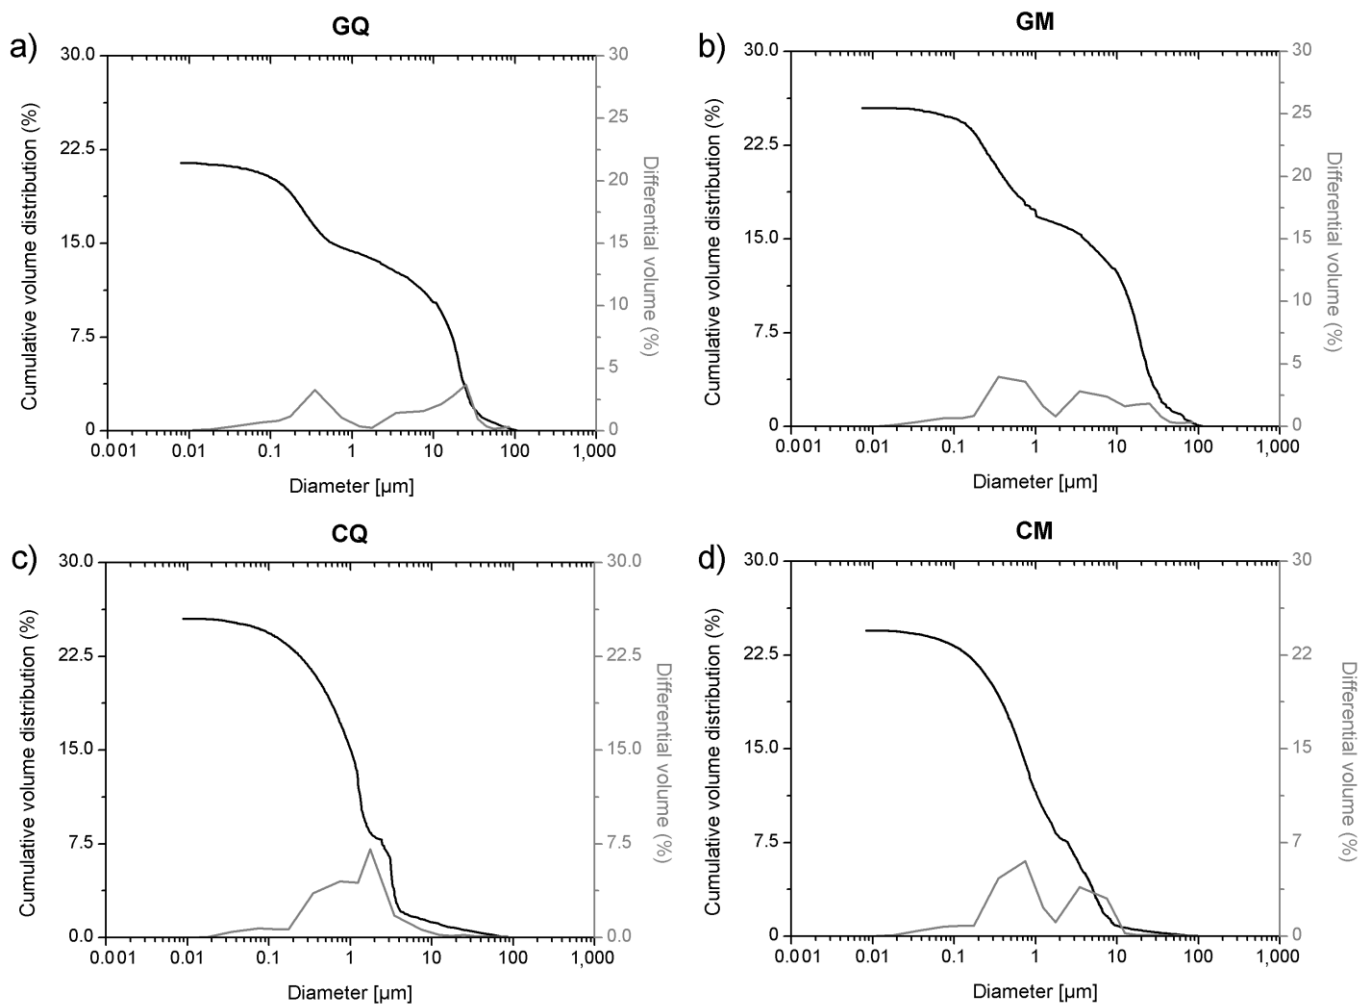 a)
GQ
30.0
22.5
15.0
7.5
0
30
25
20
15
10
5
0
0.001 0.01 0.1 1 10 100 1,000
Cumulative volume distribution (%)
Differential volume (%)
Diameter [µm]
b)
GM
30.0
22.5
15.0
7.5
0
30
25
20
15
10
5
0
0.001 0.01 0.1 1 10 100 1,000
Cumulative volume distribution (%)
Differential volume (%)
Diameter [µm]
c)
CQ
30.0
22.5
15.0
7.5
0.0
30.0
22.5
15.0
7.5
0.0
0.001 0.01 0.1 1 10 100 1,000
Cumulative volume distribution (%)
Differential volume (%)
Diameter [µm]
d)
CM
30.0
22.5
15.0
7.5
0
30
22
15
7
0
0.001 0.01 0.1 1 10 100 1,000
Cumulative volume distribution (%)
Differential volume (%)
Diameter [µm]